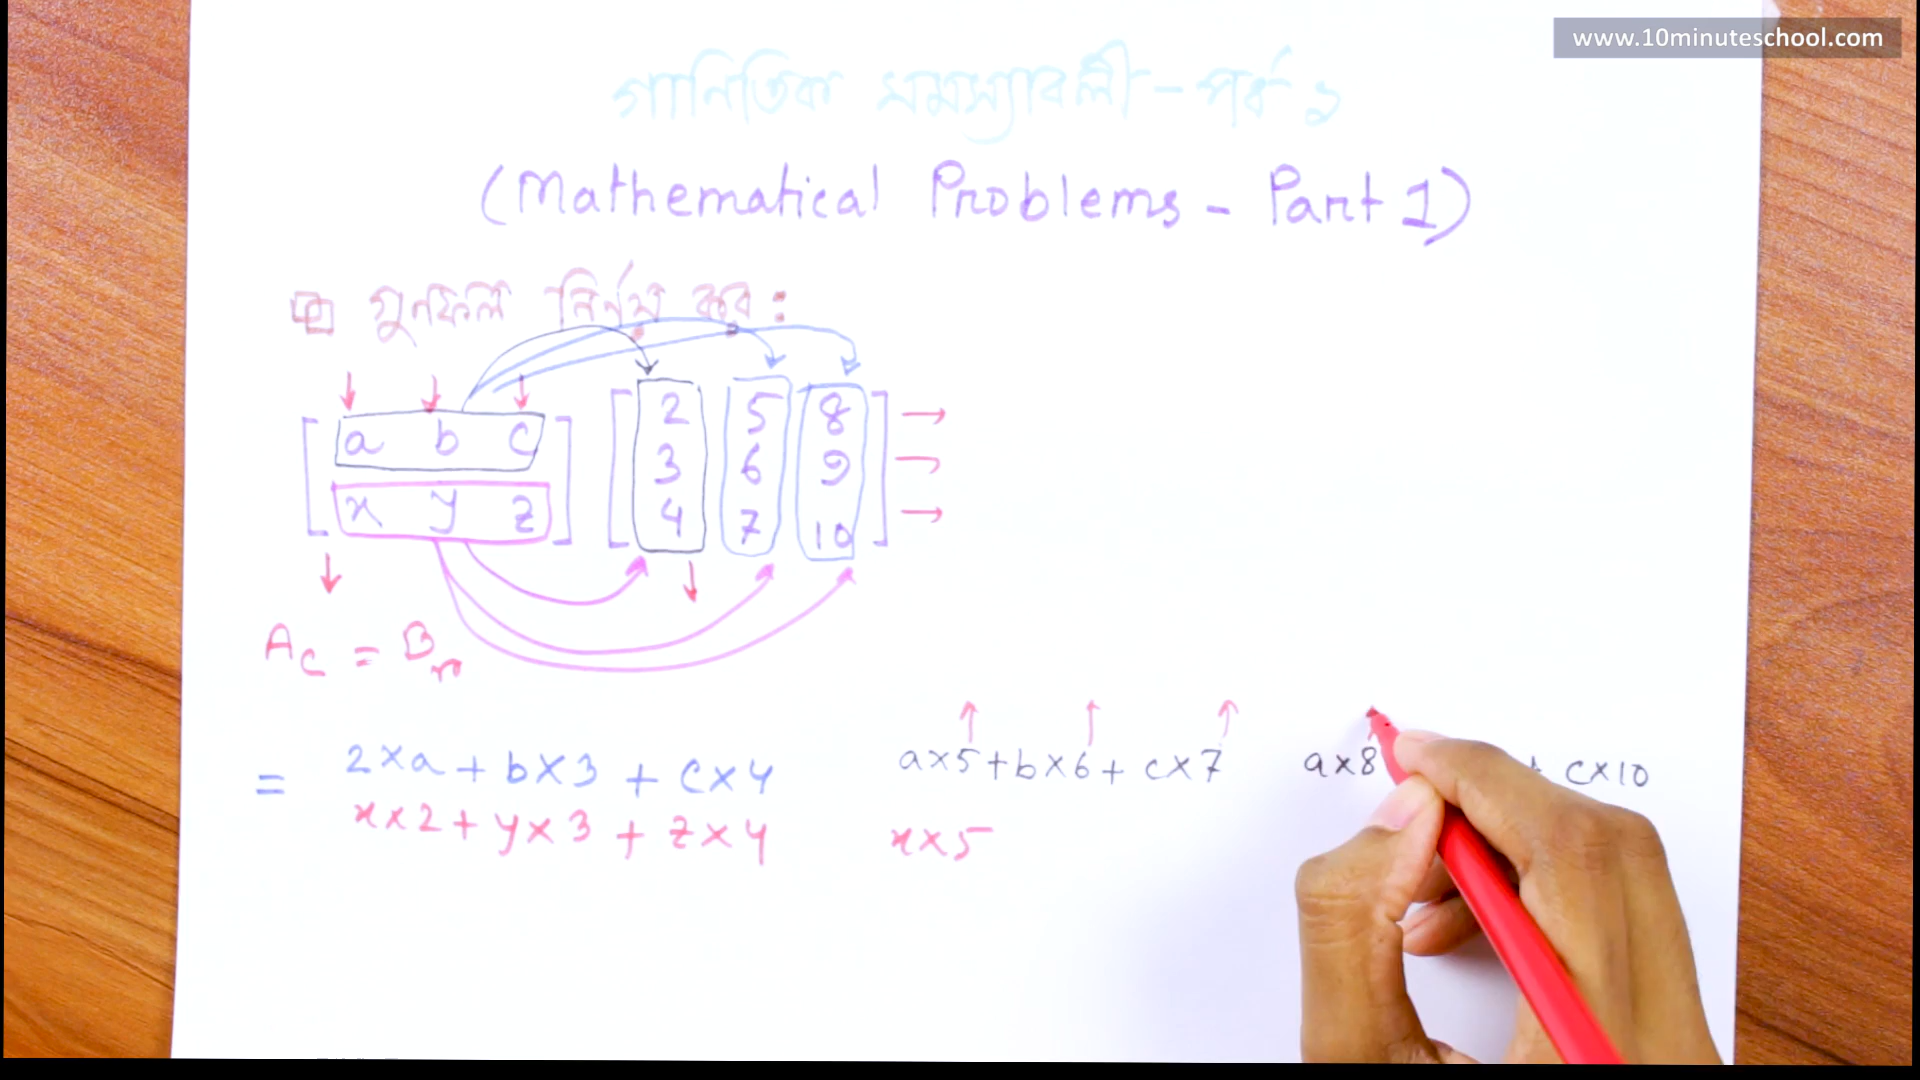 www.10minuteschool.com
গানিতিক সমস্যাবলী - পর্ব ১
(Mathematical Problems - Part 1)
গুণফল নির্ণয় কর :
a b c
x y z
2 5 8
3 6 9
4 7 10
Ac = Br
= 2×a + b×3 + c×4 a×5 + b×6 + c×7 a×8 + c×10
x×2 + y×3 + z×4 x×5